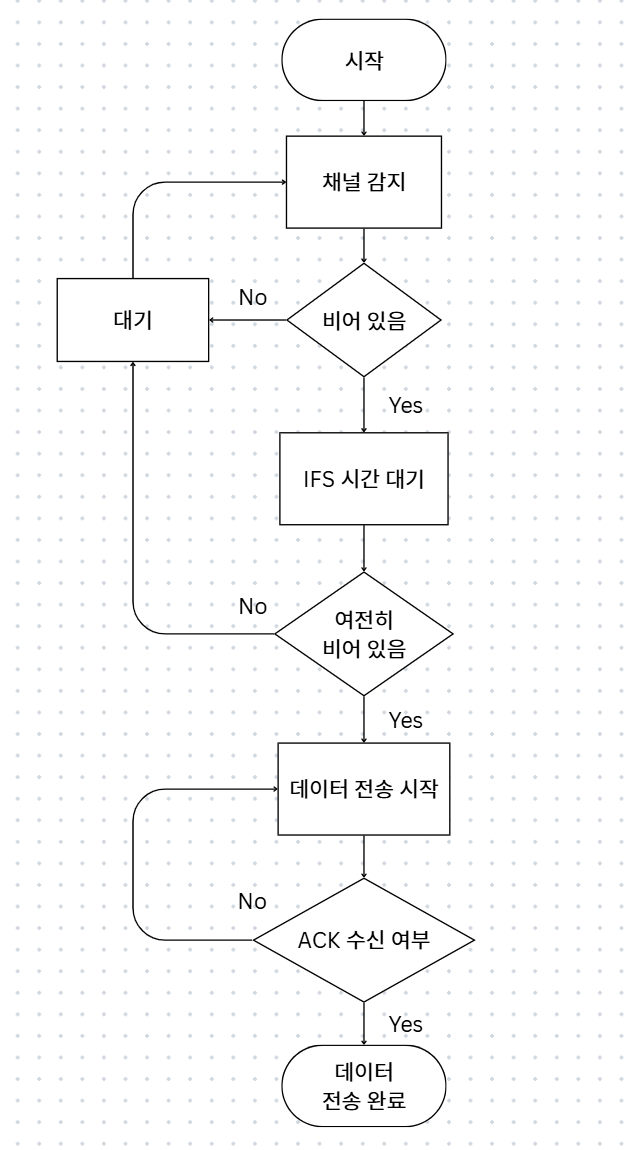 시작
채널 감지
대기
No
비어 있음
Yes
IFS 시간 대기
No
여전히
비어 있음
Yes
데이터 전송 시작
No
ACK 수신 여부
Yes
데이터
전송 완료